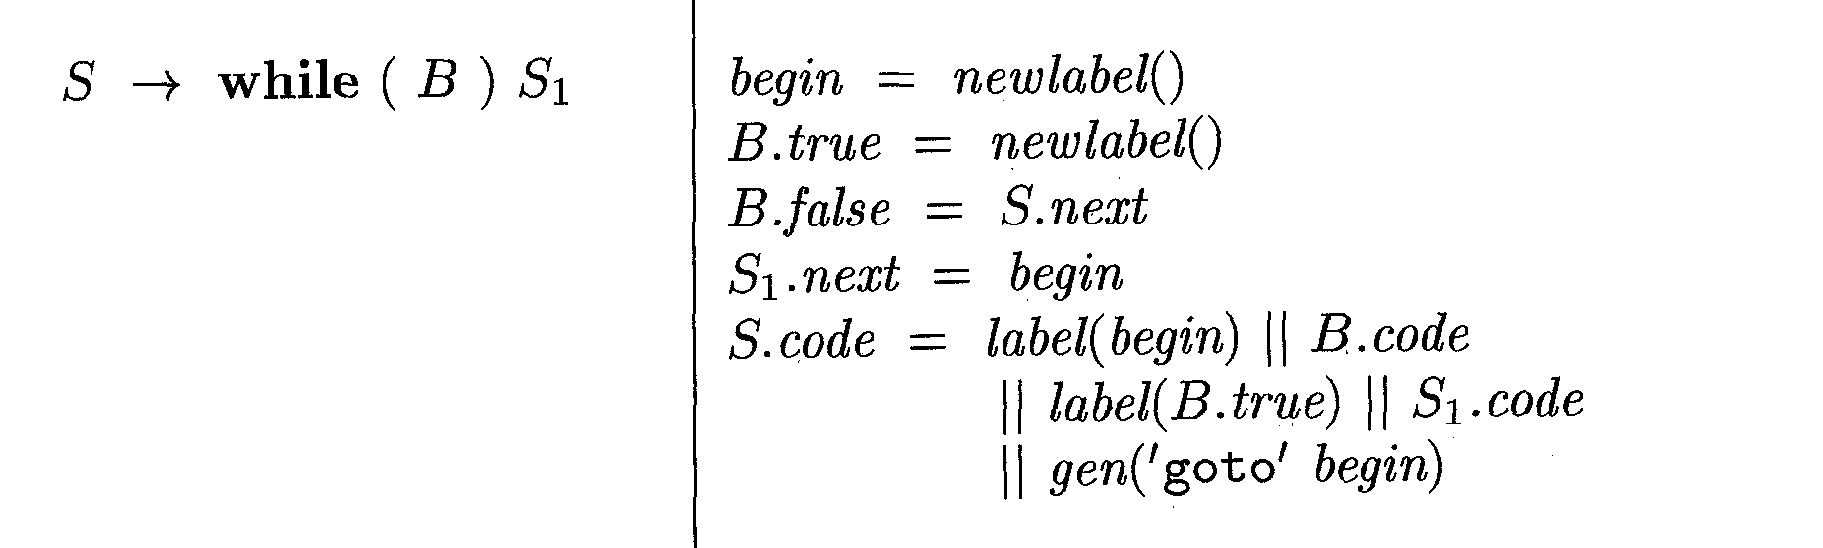 S → while ( B ) S₁
begin = newlabel()
B.true = newlabel()
B.false = S.next
S₁.next = begin
S.code = label(begin) || B.code
|| label(B.true) || S₁.code
|| gen('goto' begin)